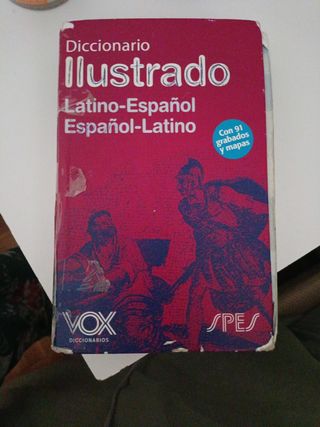 Diccionario
Ilustrado
Latino-Español
Español-Latino
Con 91
grabados
y mapas
VOX
DICCIONARIOS
SPES